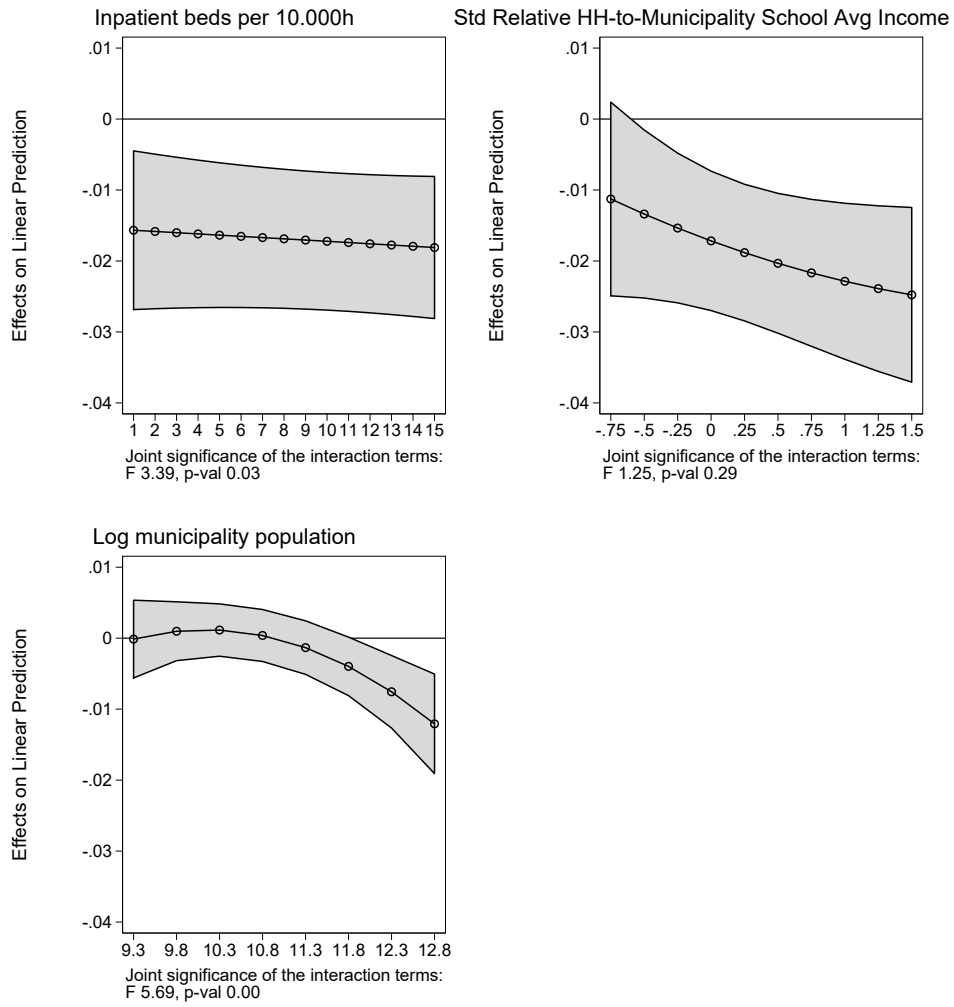 Inpatient beds per 10.000h
Effects on Linear Prediction
.01
0
-.01
-.02
-.03
-.04
1 2 3 4 5 6 7 8 9 10 11 12 13 14 15
Joint significance of the interaction terms:
F 3.39, p-val 0.03
Std Relative HH-to-Municipality School Avg Income
Effects on Linear Prediction
.01
0
-.01
-.02
-.03
-.04
-.75 -.5 -.25 0 .25 .5 .75 1 1.25 1.5
Joint significance of the interaction terms:
F 1.25, p-val 0.29
Log municipality population
Effects on Linear Prediction
.01
0
-.01
-.02
-.03
-.04
9.3 9.8 10.3 10.8 11.3 11.8 12.3 12.8
Joint significance of the interaction terms:
F 5.69, p-val 0.00